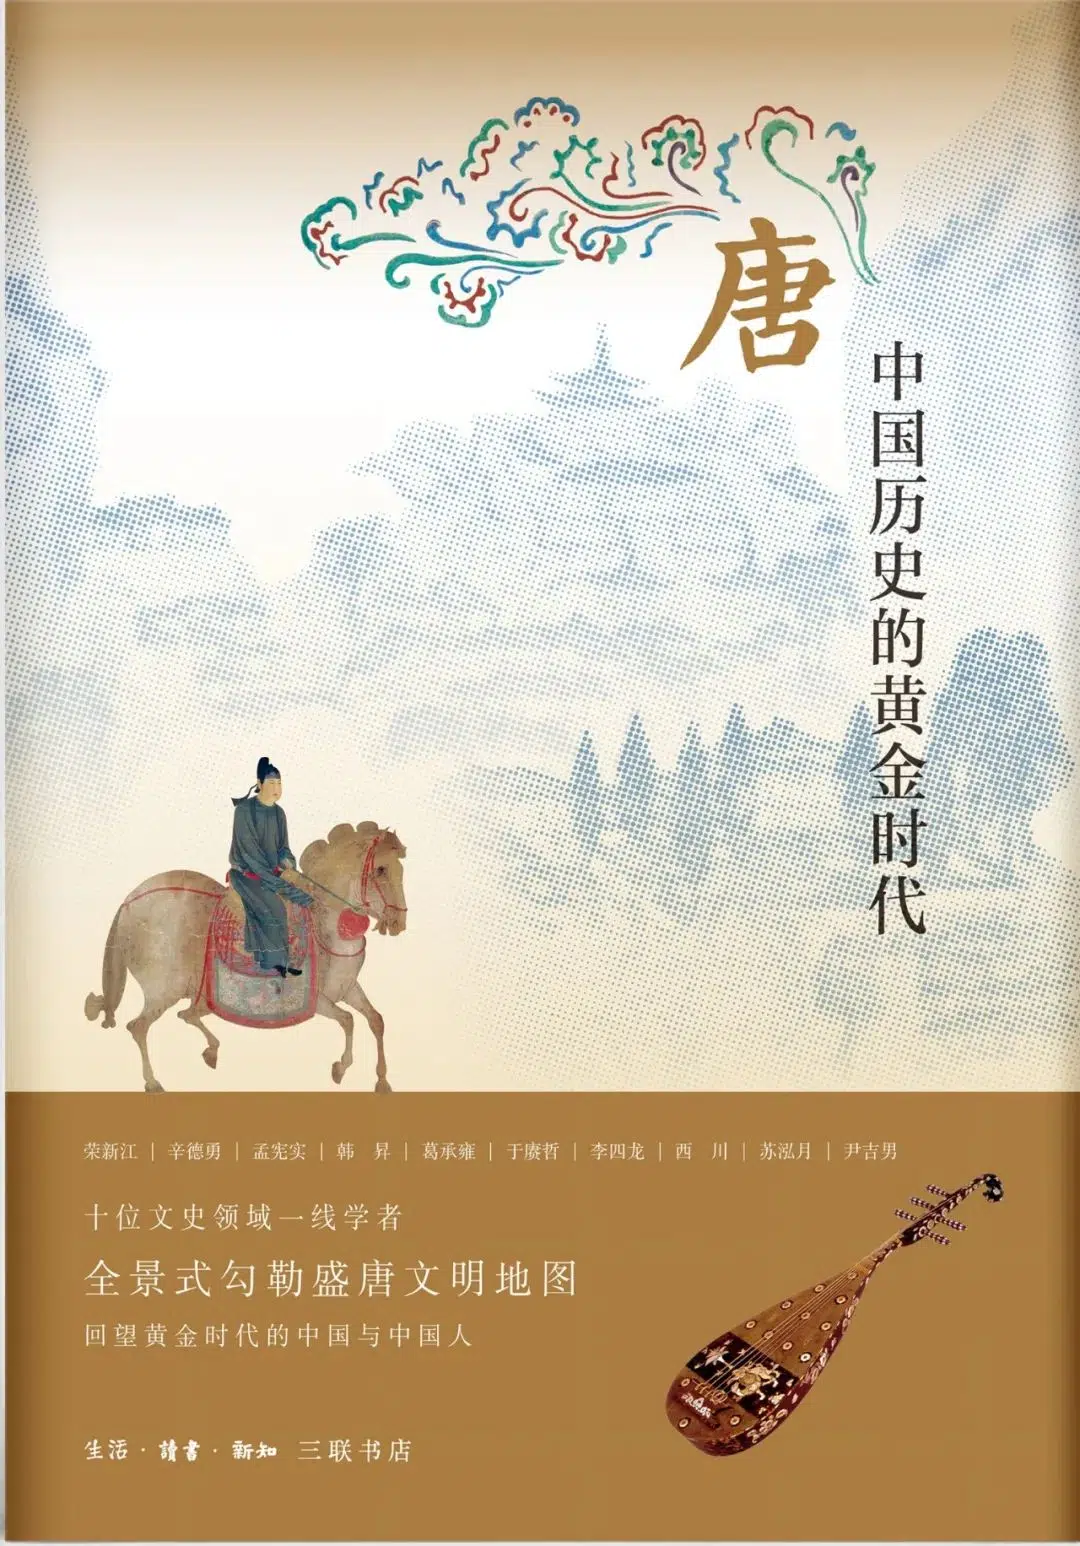 唐
中国历史的黄金时代
荣新江｜辛德勇｜孟宪实｜韩　昇｜葛承雍｜于赓哲｜李四龙｜西　川｜苏泓月｜尹吉男
十位文史领域一线学者
全景式勾勒盛唐文明地图
回望黄金时代的中国与中国人
生活·讀書·新知 三联书店